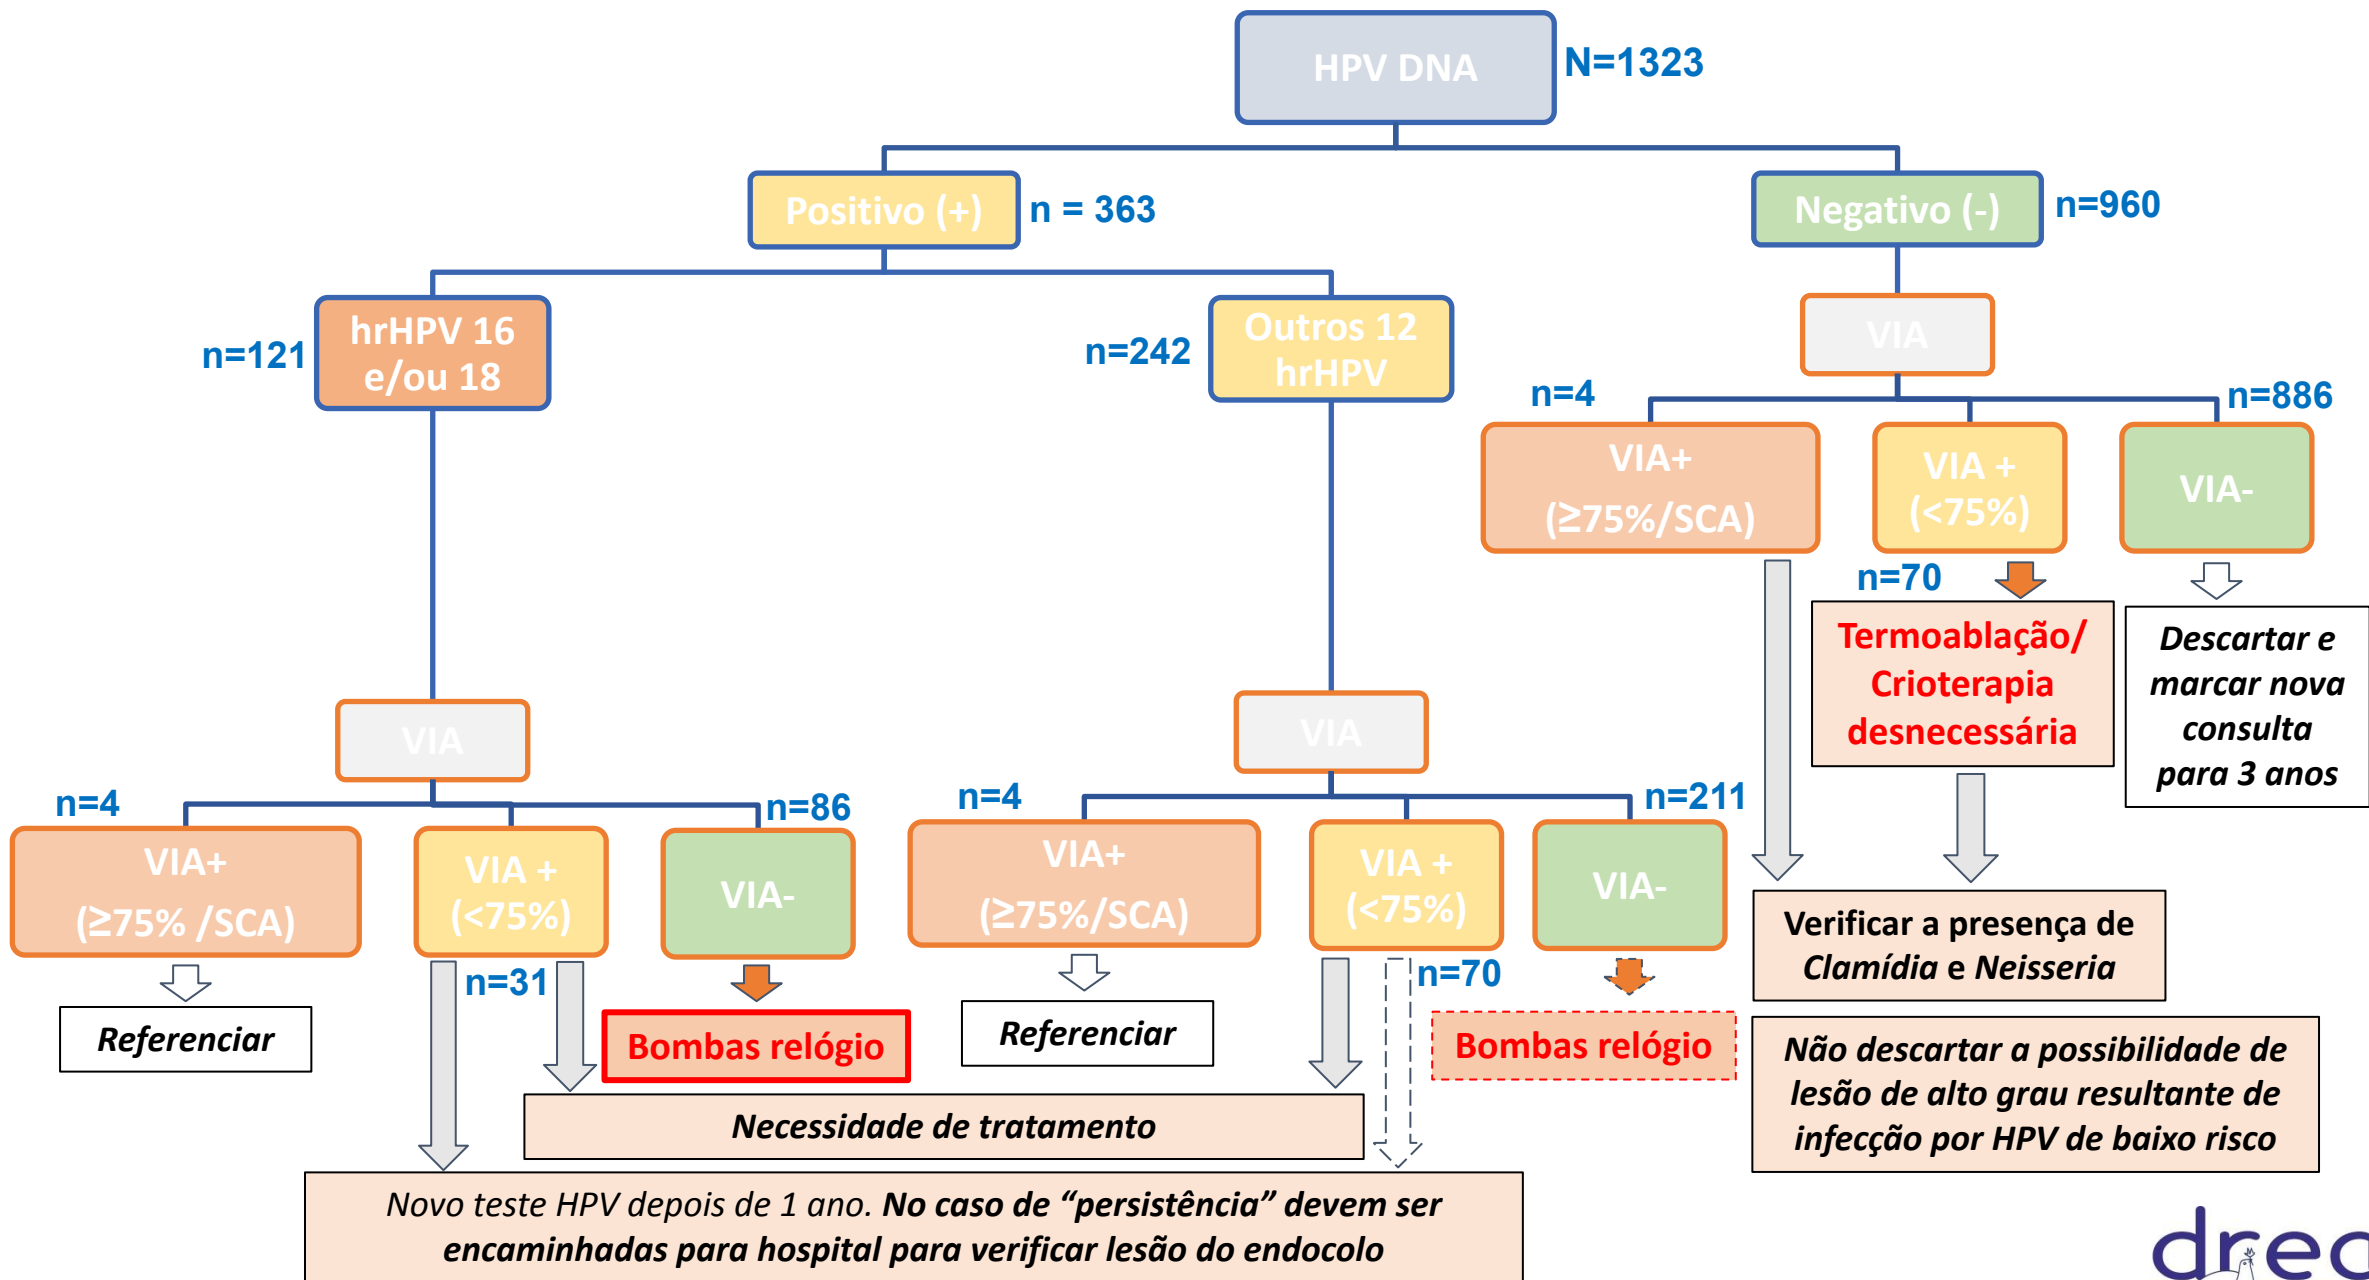 HPV DNA
N=1323
Positivo (+)
n = 363
Negativo (-)
n=960
n=121
hrHPV 16
e/ou 18
n=242
Outros 12
hrHPV
VIA
n=4
n=886
VIA+
(≥75%/SCA)
VIA +
(<75%)
VIA-
n=70
Termoablação/
Crioterapia
desnecessária
Descartar e
marcar nova
consulta
para 3 anos
VIA
VIA
n=4
n=86
n=4
n=211
VIA+
(≥75% /SCA)
VIA +
(<75%)
VIA-
VIA+
(≥75%/SCA)
VIA +
(<75%)
VIA-
n=31
n=70
Verificar a presença de
Clamídia e Neisseria
Referenciar
Bombas relógio
Referenciar
Bombas relógio
Não descartar a possibilidade de
lesão de alto grau resultante de
infecção por HPV de baixo risco
Necessidade de tratamento
Novo teste HPV depois de 1 ano. No caso de “persistência” devem ser
encaminhadas para hospital para verificar lesão do endocolo